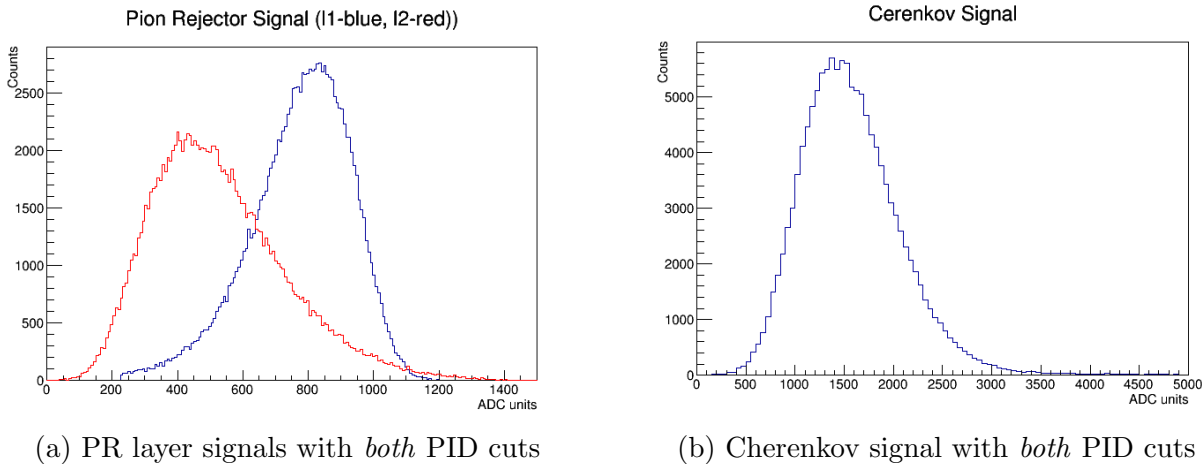 Pion Rejector Signal (l1-blue, l2-red))
Counts
2500
2000
1500
1000
500
0
0 200 400 600 800 1000 1200 1400
ADC units
(a) PR layer signals with both PID cuts
Cerenkov Signal
Counts
5000
4000
3000
2000
1000
0
0 500 1000 1500 2000 2500 3000 3500 4000 4500 5000
ADC units
(b) Cherenkov signal with both PID cuts